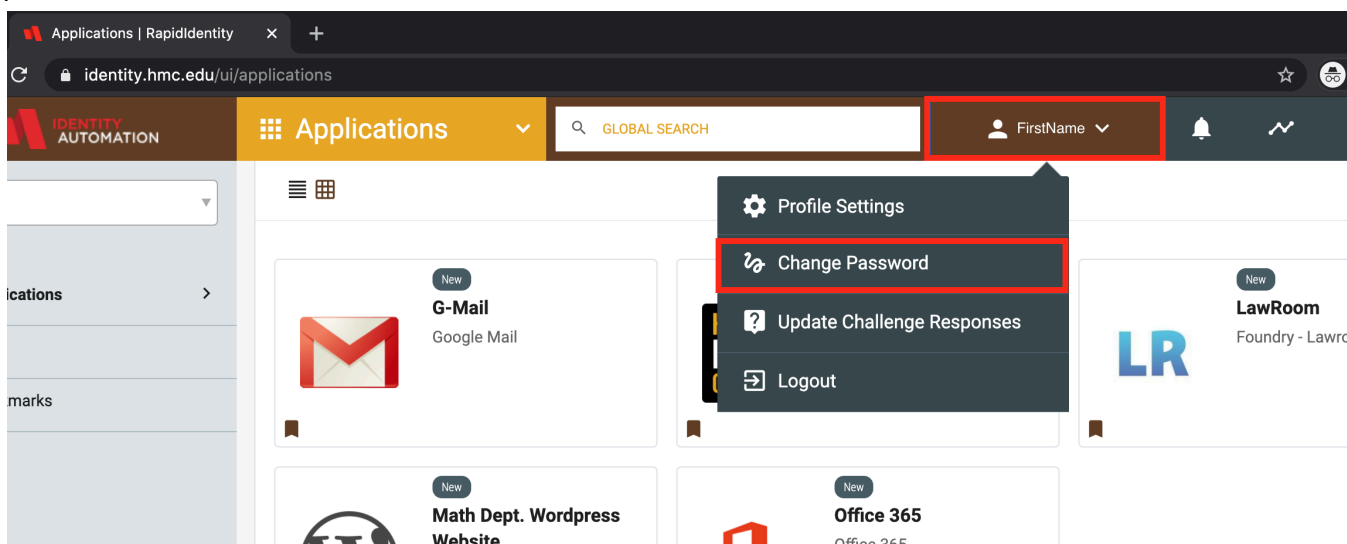 Applications | RapidIdentity
identity.hmc.edu/ui/applications
IDENTITY
AUTOMATION
Applications
GLOBAL SEARCH
FirstName
Profile Settings
Change Password
Update Challenge Responses
Logout
ications
marks
New
G-Mail
Google Mail
New
LawRoom
Foundry - Lawro
LR
New
Math Dept. Wordpress
Website
New
Office 365
Office 365